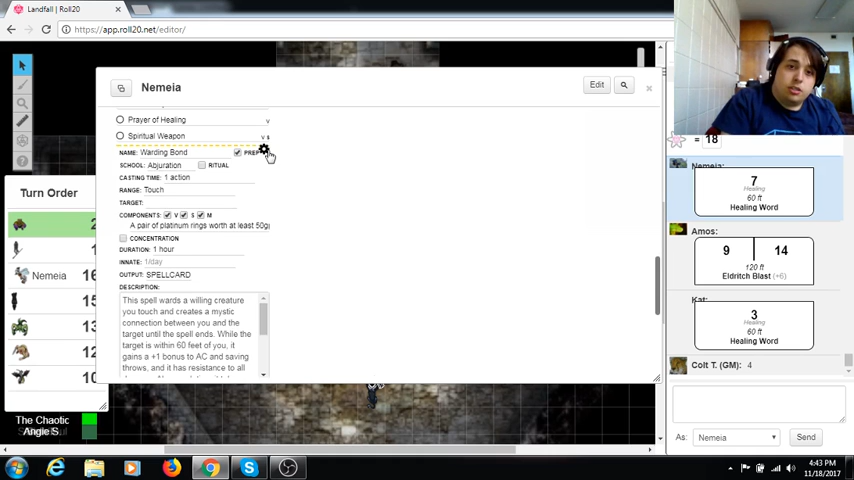 Landfall | Roll20
https://app.roll20.net/editor/
Nemeia
Edit
Prayer of Healing
V
Spiritual Weapon
V S
NAME: Warding Bond
PREP
SCHOOL: Abjuration
RITUAL
CASTING TIME: 1 action
RANGE: Touch
TARGET:
COMPONENTS: V S M
A pair of platinum rings worth at least 50g
CONCENTRATION
DURATION: 1 hour
INNATE: 1/day
OUTPUT: SPELLCARD
DESCRIPTION:
This spell wards a willing creature
you touch and creates a mystic
connection between you and the
target until the spell ends. While the
target is within 60 feet of you, it
gains a +1 bonus to AC and saving
throws, and it has resistance to all
Turn Order
2
1
Nemeia 16
15
13
12
10
The Chaotic
Angie S.
= 18
Nemeia:
7
Healing
60 ft
Healing Word
Amos:
9 14
120 ft
Eldritch Blast (+6)
Kat:
3
Healing
60 ft
Healing Word
Colt T. (GM): 4
As: Nemeia
Send
4:43 PM
11/18/2017